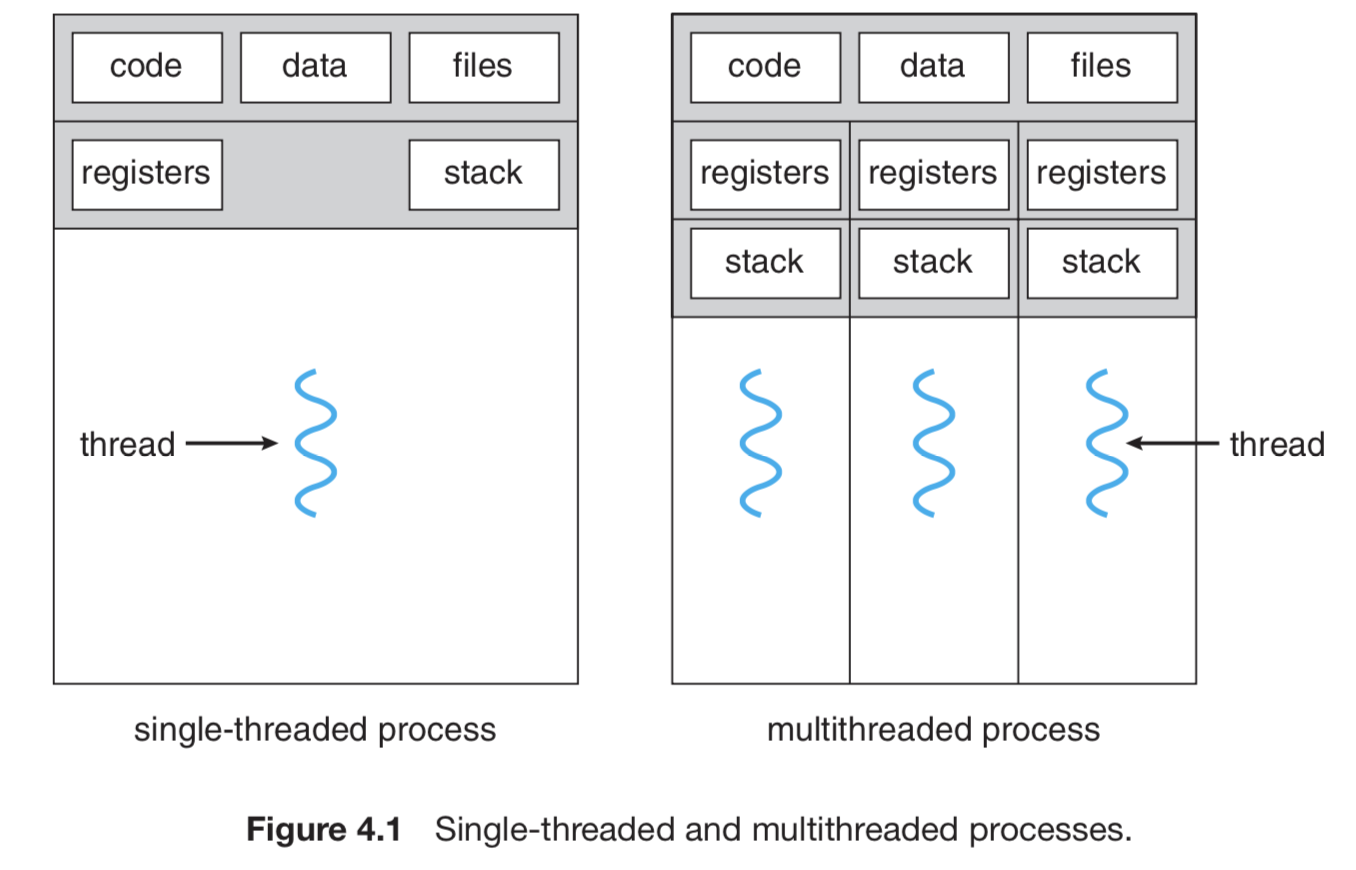 code data files code data files
registers stack registers registers registers
stack stack stack
thread thread
single-threaded process multithreaded process
Figure 4.1 Single-threaded and multithreaded processes.